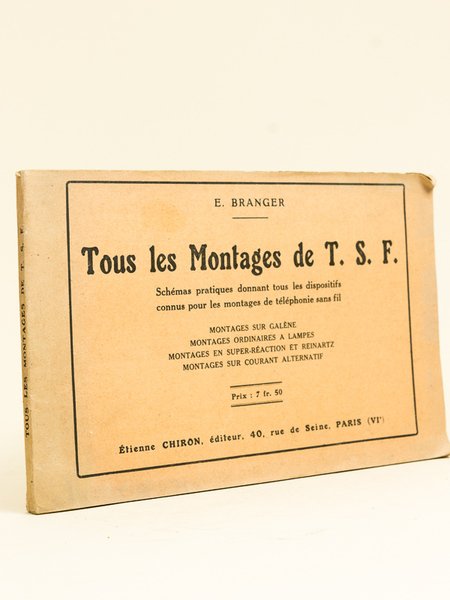 TOUS LES MONTAGES DE T. S. F.
E. BRANGER
Tous les Montages de T. S. F.
Schémas pratiques donnant tous les dispositifs
connus pour les montages de téléphonie sans fil
MONTAGES SUR GALÈNE
MONTAGES ORDINAIRES A LAMPES
MONTAGES EN SUPER-RÉACTION ET REINARTZ
MONTAGES SUR COURANT ALTERNATIF
Prix : 7 fr. 50
Étienne CHIRON, éditeur, 40, rue de Seine, PARIS (VIᵉ)